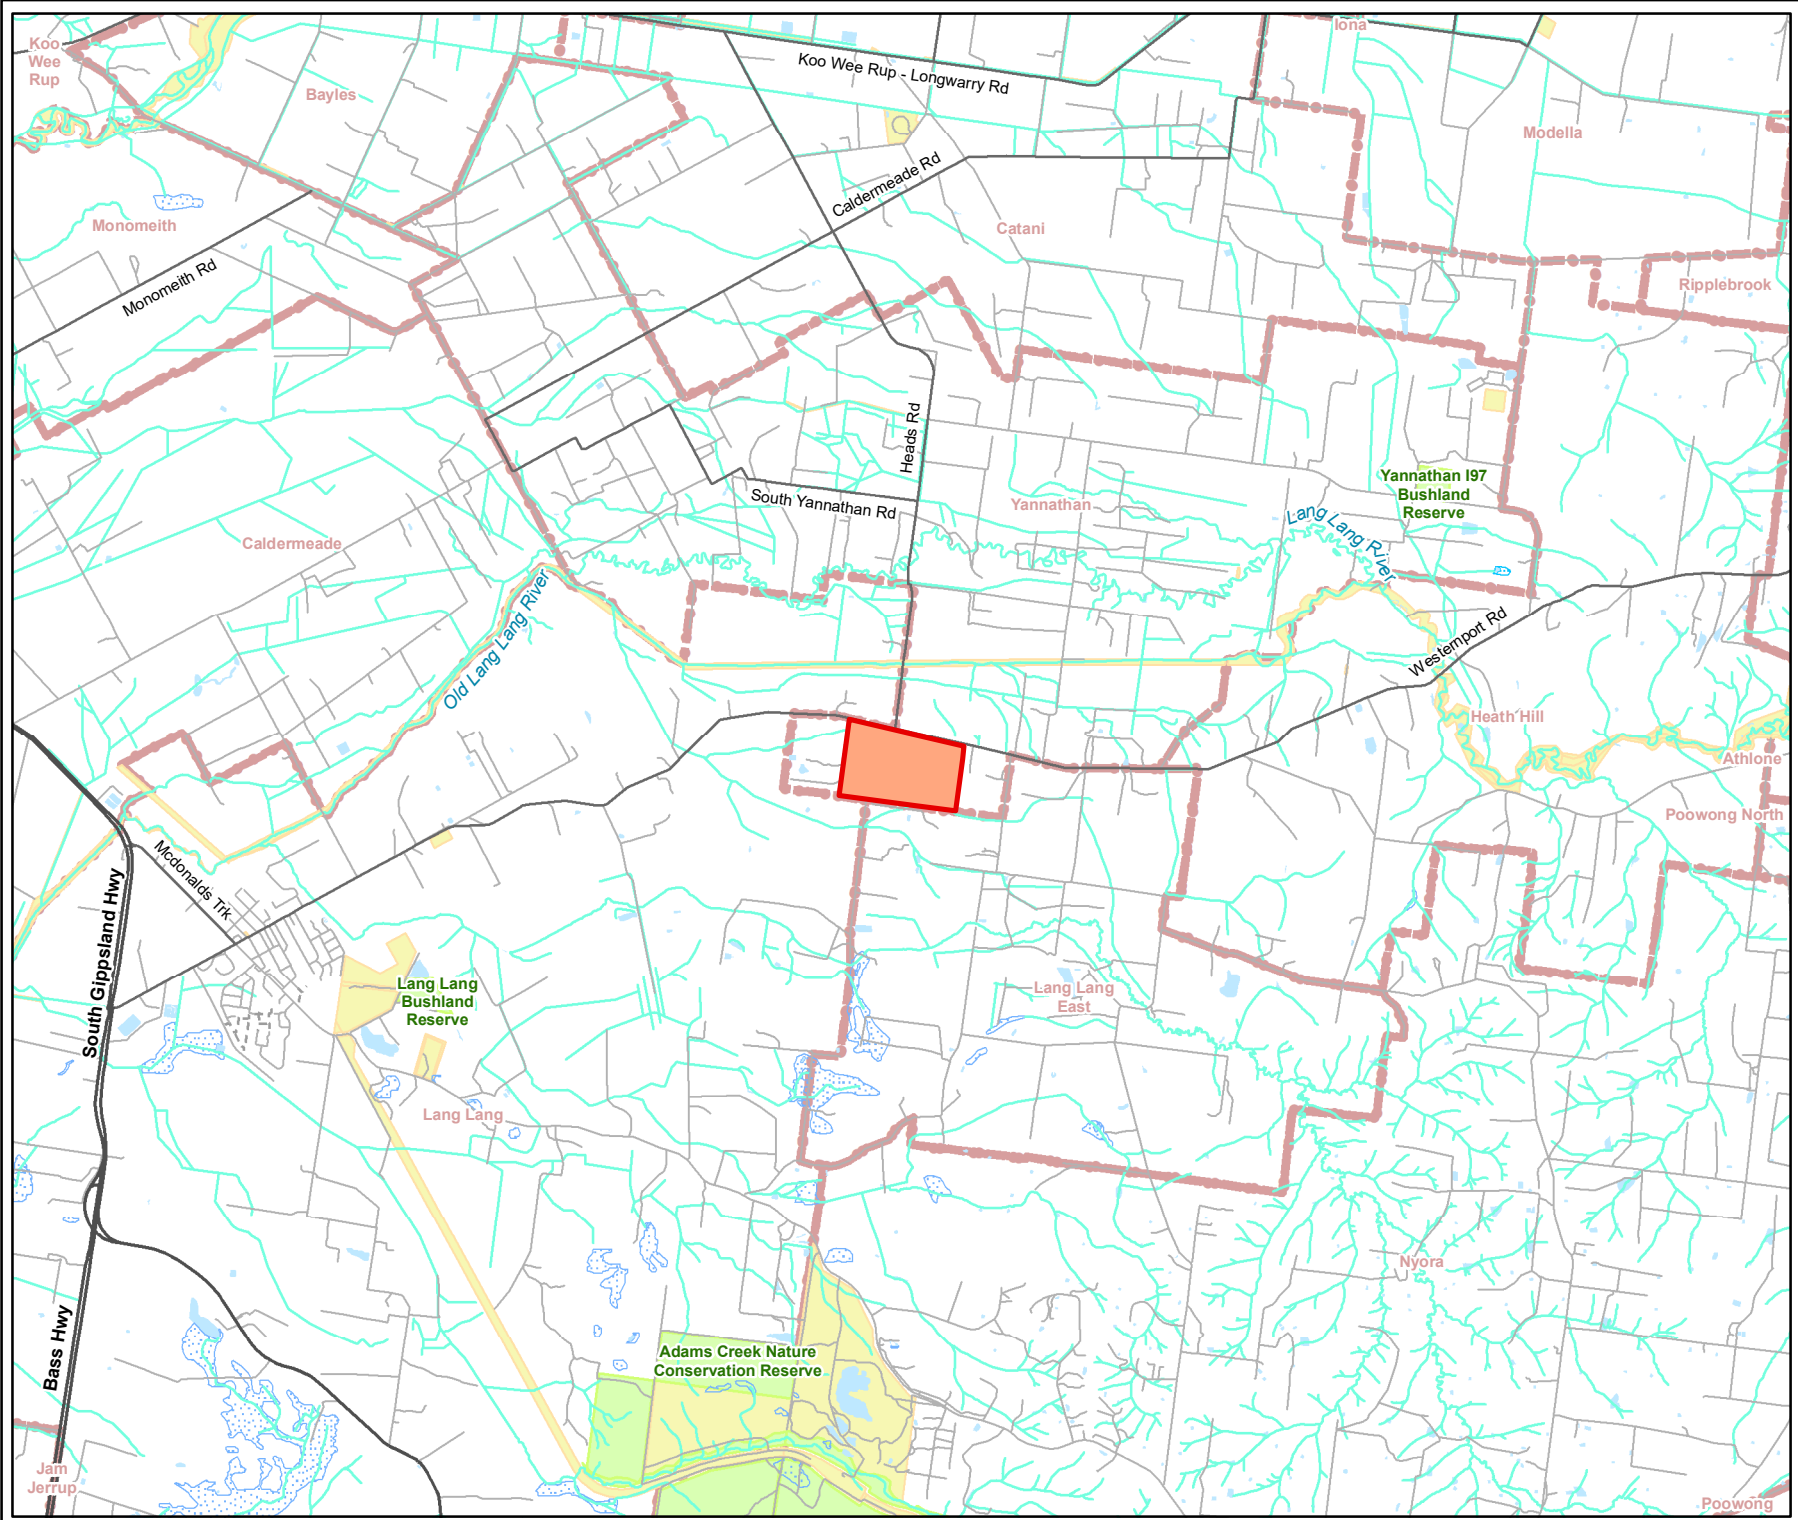 Iona
Koo
Wee
Rup
Koo Wee Rup - Longwarry Rd
Bayles
Modella
Caldermeade Rd
Monomeith
Catani
Monomeith Rd
Ripplebrook
Heads Rd
Yannathan I97
Bushland
Reserve
South Yannathan Rd
Yannathan
Lang Lang River
Caldermeade
Old Lang Lang River
Westernport Rd
Heath Hill
Athlone
Poowong North
Mcdonalds Trk
South Gippsland Hwy
Lang Lang
Bushland
Reserve
Lang Lang
East
Lang Lang
Nyora
Bass Hwy
Adams Creek Nature
Conservation Reserve
Jam
Jerrup
Poowong